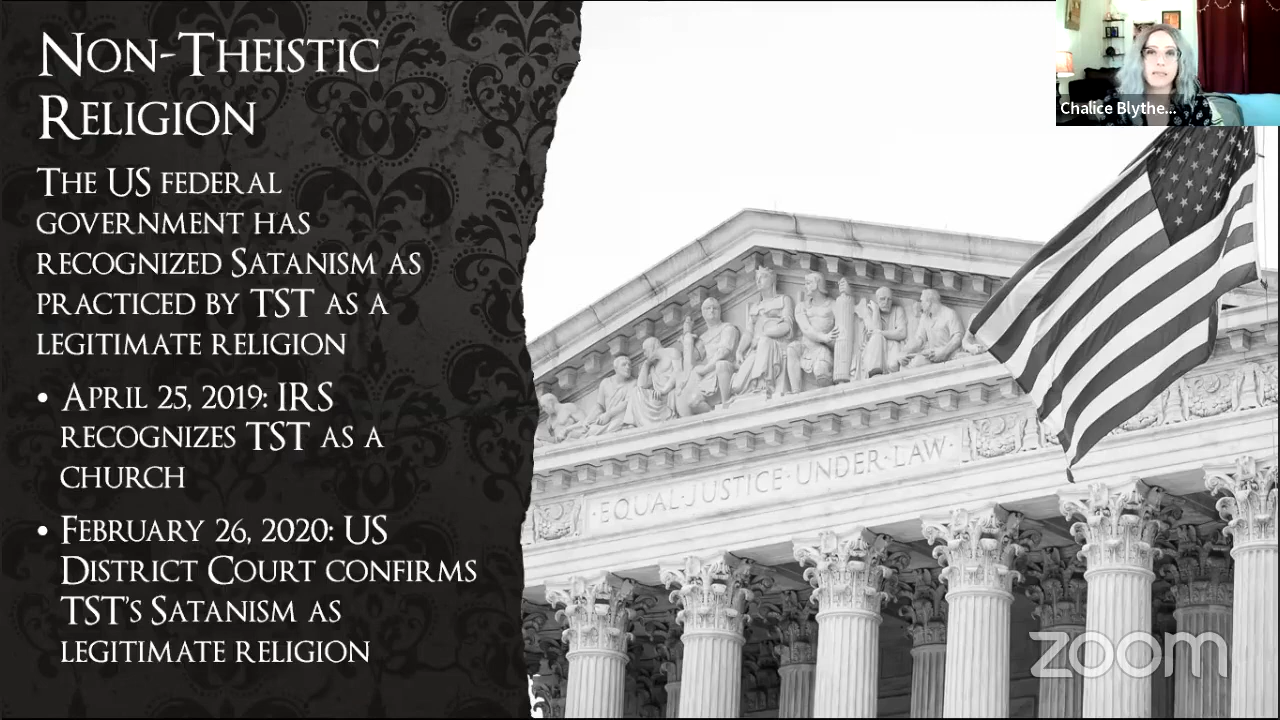 Non-Theistic
Religion
The US federal
government has
recognized Satanism as
practiced by TST as a
legitimate religion
• April 25, 2019: IRS
recognizes TST as a
church
• February 26, 2020: US
District Court confirms
TST's Satanism as
legitimate religion
Chalice Blythe...
·EQUAL·JUSTICE·UNDER·LAW·
zoom